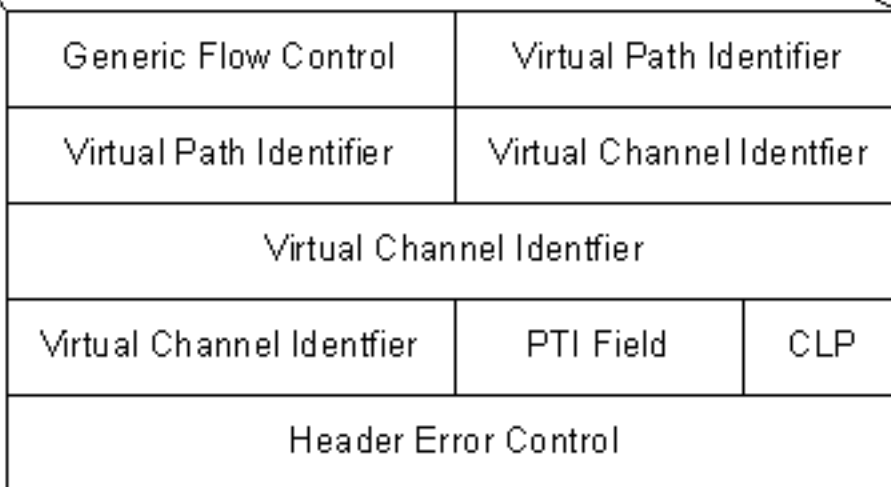 Generic Flow Control Virtual Path Identifier
Virtual Path Identifier Virtual Channel Identfier
Virtual Channel Identfier
Virtual Channel Identfier PTI Field CLP
Header Error Control